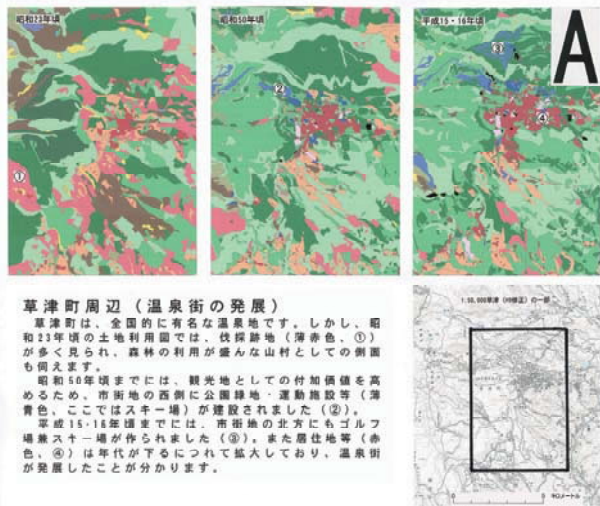 昭和23年頃
昭和50年頃
平成15・16年頃
A
①
②
③
④
草津町周辺（温泉街の発展）
草津町は、全国的に有名な温泉地です。しかし、昭
和23年頃の土地利用図では、伐採跡地（薄赤色、①）
が多く見られ、森林の利用が盛んな山村としての側面
も伺えます。
昭和50年頃までには、観光地としての付加価値を高
めるため、市街地の西側に公園緑地・運動施設等（薄
青色、ここではスキー場）が建設されました（②）。
平成15・16年頃までには、市街地の北方にもゴルフ
場兼スキー場が作られました（③）。また居住地等（赤
色、④）は年代が下るにつれて拡大しており、温泉街
が発展したことが分かります。
1:50,000草津（H9修正）の一部
0
キロメートル